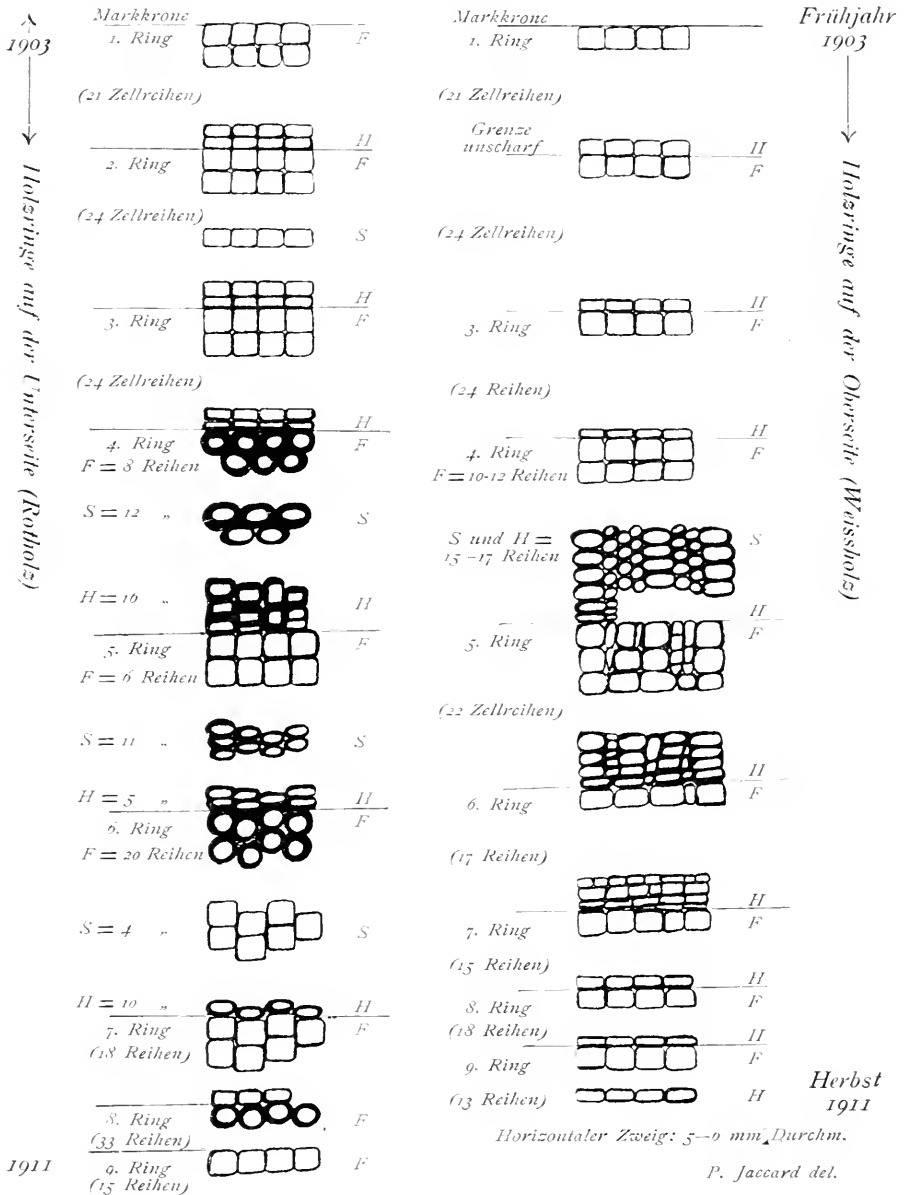 1903
Holzringe auf der Unterseite (Rotholz)
1911
Markkrone
1. Ring F
(21 Zellreihen)
H
2. Ring F
(24 Zellreihen)
S
H
3. Ring F
(24 Zellreihen)
H
4. Ring F
F = 8 Reihen
S = 12 „ S
H = 16 „ H
5. Ring F
F = 6 Reihen
S = 11 „ S
H = 5 „ H
6. Ring F
F = 20 Reihen
S = 4 „ S
H = 10 „ H
7. Ring F
(18 Reihen)
8. Ring F
(33 Reihen)
9. Ring F
(15 Reihen)
Markkrone
1. Ring
(21 Zellreihen)
Grenze
unscharf H
F
(24 Zellreihen)
H
3. Ring F
(24 Reihen)
H
4. Ring F
F = 10-12 Reihen
S und H = S
15-17 Reihen
H
5. Ring F
(22 Zellreihen)
H
6. Ring F
(17 Reihen)
H
7. Ring F
(15 Reihen)
H
8. Ring F
(18 Reihen)
H
9. Ring F
(13 Reihen) H
Frühjahr
1903
Holzringe auf der Oberseite (Weissholz)
Herbst
1911
Horizontaler Zweig: 5-6 mm Durchm.
P. Jaccard del.